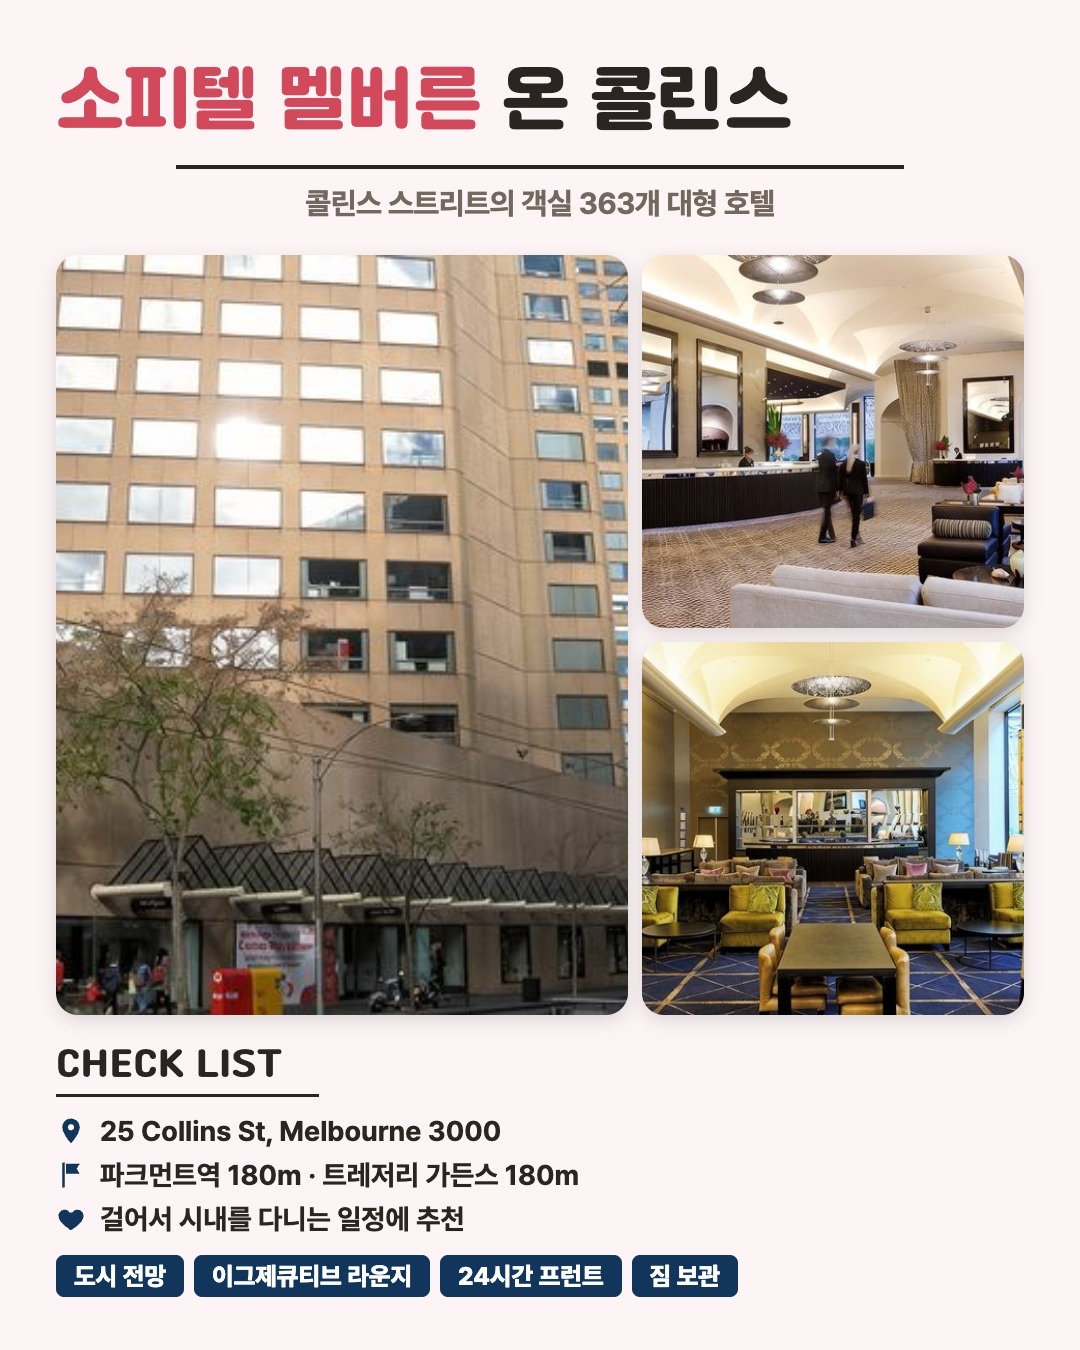 소피텔 멜버른 온 콜린스
콜린스 스트리트의 객실 363개 대형 호텔
CHECK LIST
25 Collins St, Melbourne 3000
파크먼트역 180m · 트레저리 가든스 180m
걸어서 시내를 다니는 일정에 추천
도시 전망 이그제큐티브 라운지 24시간 프런트 짐 보관